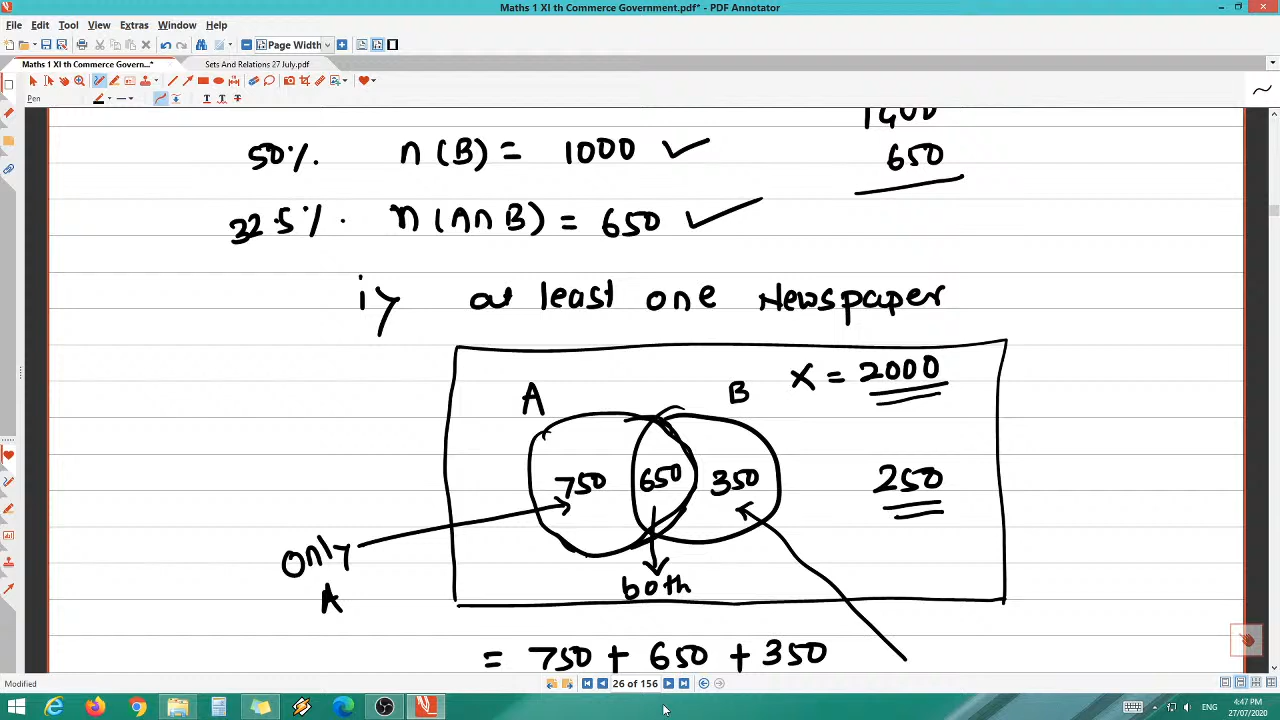 Maths 1 XI th Commerce Government.pdf* - PDF Annotator
File Edit Tool View Extras Window Help
Page Width
Maths 1 XI th Commerce Govern...* Sets And Relations 27 July.pdf
Pen
1400
50%. n(B) = 1000 ✓
650
32.5%. n(A∩B) = 650 ✓
i) at least one Newspaper
X = 2000
A B
750 650 350 250
Only
A
both
= 750 + 650 + 350
26 of 156
Modified
4:47 PM
ENG
27/07/2020